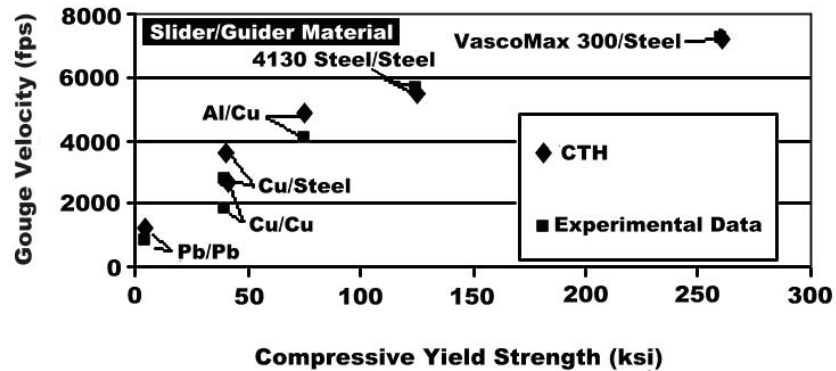 8000
6000
4000
2000
0
Gouge Velocity (fps)
Slider/Guider Material
4130 Steel/Steel
VascoMax 300/Steel
Al/Cu
Cu/Steel
Cu/Cu
Pb/Pb
CTH
Experimental Data
0 50 100 150 200 250 300
Compressive Yield Strength (ksi)